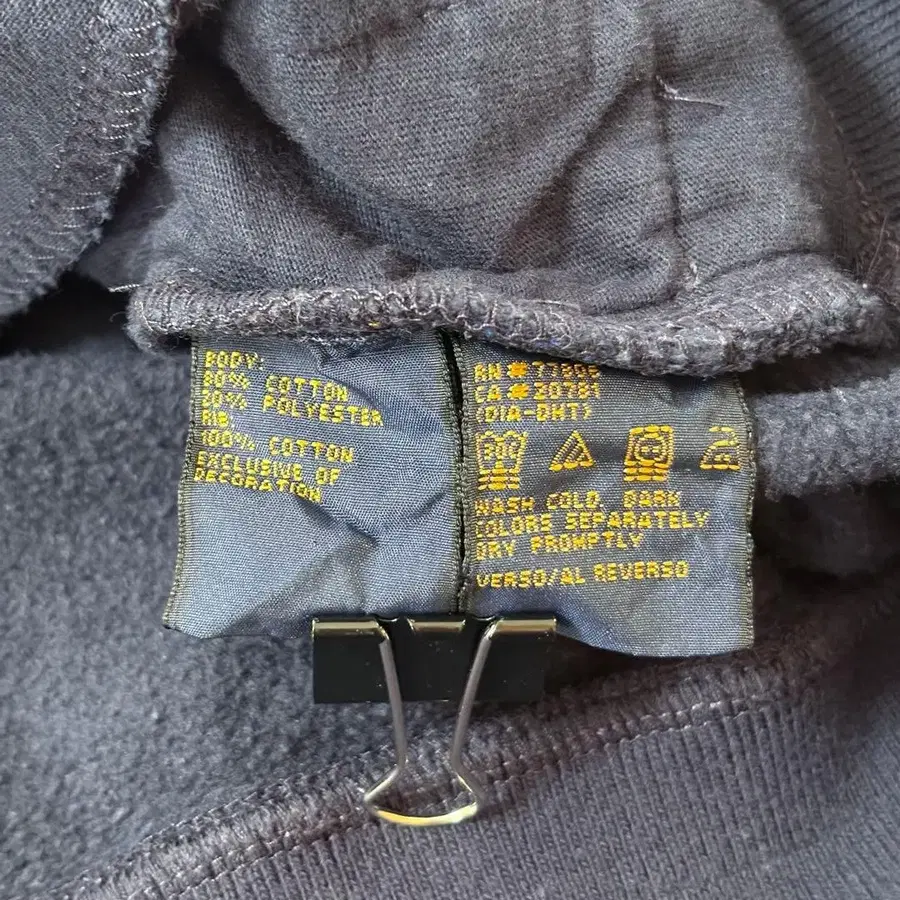 BODY:
80% COTTON
20% POLYESTER
RIB
100% COTTON
EXCLUSIVE OF
DECORATION
RN
CA 20781
(DIA-DHT)
30°
WASH COLD, DARK
COLORS SEPARATELY
DRY PROMPTLY
VERSO/AL REVERSO